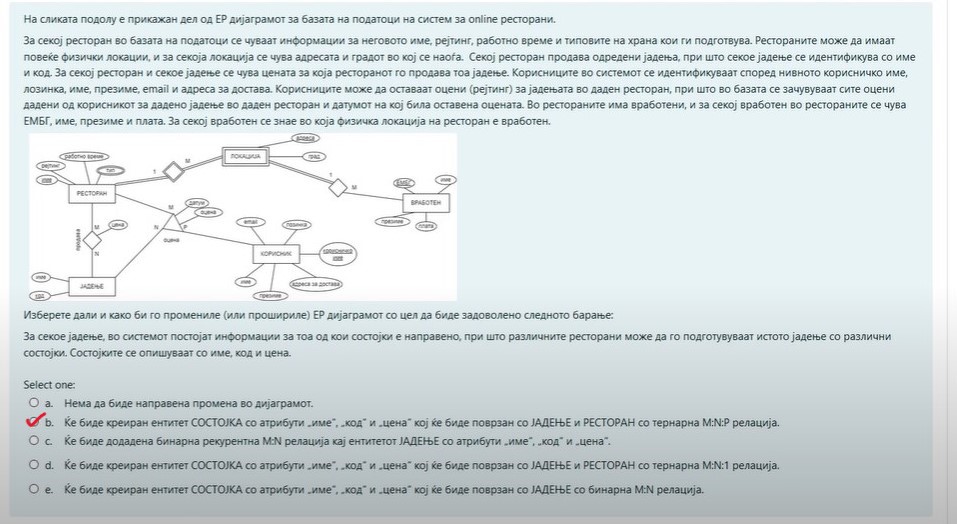 На сликата подолу е прикажан дел од ЕР дијаграмот за базата на податоци на систем за online ресторани.
За секој ресторан во базата на податоци се чуваат информации за неговото име, рејтинг, работно време и типовите на храна кои ги подготвува. Рестораните може да имаат
повеќе физички локации, и за секоја локација се чува адресата и градот во кој се наоѓа. Секој ресторан продава одредени јадења, при што секое јадење се идентификува со име
и код. За секој ресторан и секое јадење се чува цената за која ресторанот го продава тоа јадење. Корисниците во системот се идентификуваат според нивното корисничко име,
лозинка, име, презиме, email и адреса за достава. Корисниците може да оставаат оцени (рејтинг) за јадењата во даден ресторан, при што во базата се зачувуваат сите оцени
дадени од корисникот за дадено јадење во даден ресторан и датумот на кој била оставена оцената. Во рестораните има вработени, и за секој вработен во рестораните се чува
ЕМБГ, име, презиме и плата. За секој вработен се знае во која физичка локација на ресторан е вработен.
адреса
работно време
М
ЛОКАЦИЈА
град
рејтинг
тип
1
1
име
ЕМБГ
име
РЕСТОРАН
М
ВРАБОТЕН
датум
М
оцена
презиме
плата
продава
М
цена
N
P
email
лозинка
оцена
N
КОРИСНИК
корисничко
име
име
ЈАДЕЊЕ
име
адреса за достава
код
презиме
Изберете дали и како би го промениле (или прошириле) ЕР дијаграмот со цел да биде задоволено следното барање:
За секое јадење, во системот постојат информации за тоа од кои состојки е направено, при што различните ресторани може да го подготвуваат истото јадење со различни
состојки. Состојките се опишуваат со име, код и цена.
Select one:
a. Нема да биде направена промена во дијаграмот.
b. Ќе биде креиран ентитет СОСТОЈКА со атрибути „име“, „код“ и „цена“ кој ќе биде поврзан со ЈАДЕЊЕ и РЕСТОРАН со тернарна M:N:P релација.
c. Ќе биде додадена бинарна рекурентна M:N релација кај ентитетот ЈАДЕЊЕ со атрибути „име“, „код“ и „цена“.
d. Ќе биде креиран ентитет СОСТОЈКА со атрибути „име“, „код“ и „цена“ кој ќе биде поврзан со ЈАДЕЊЕ и РЕСТОРАН со тернарна M:N:1 релација.
e. Ќе биде креиран ентитет СОСТОЈКА со атрибути „име“, „код“ и „цена“ кој ќе биде поврзан со ЈАДЕЊЕ со бинарна M:N релација.